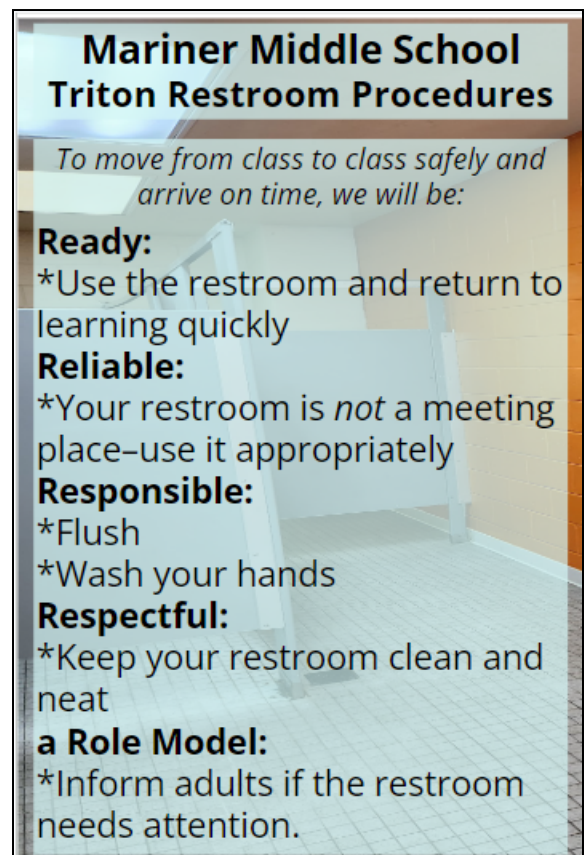 Mariner Middle School
Triton Restroom Procedures
To move from class to class safely and
arrive on time, we will be:
Ready:
*Use the restroom and return to
learning quickly
Reliable:
*Your restroom is not a meeting
place–use it appropriately
Responsible:
*Flush
*Wash your hands
Respectful:
*Keep your restroom clean and
neat
a Role Model:
*Inform adults if the restroom
needs attention.